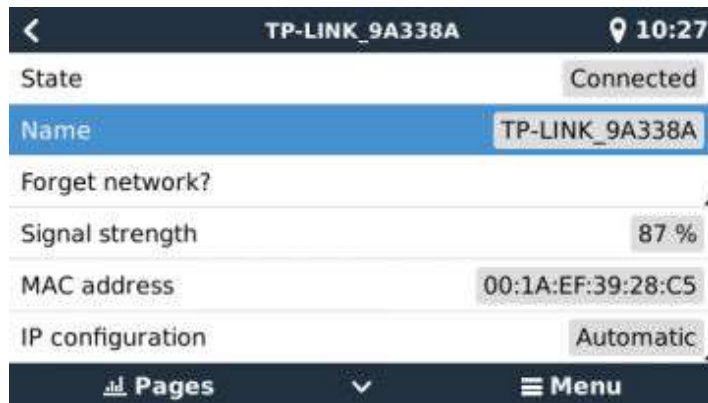 TP-LINK_9A338A 10:27
State Connected
Name TP-LINK_9A338A
Forget network?
Signal strength 87 %
MAC address 00:1A:EF:39:28:C5
IP configuration Automatic
Pages Menu